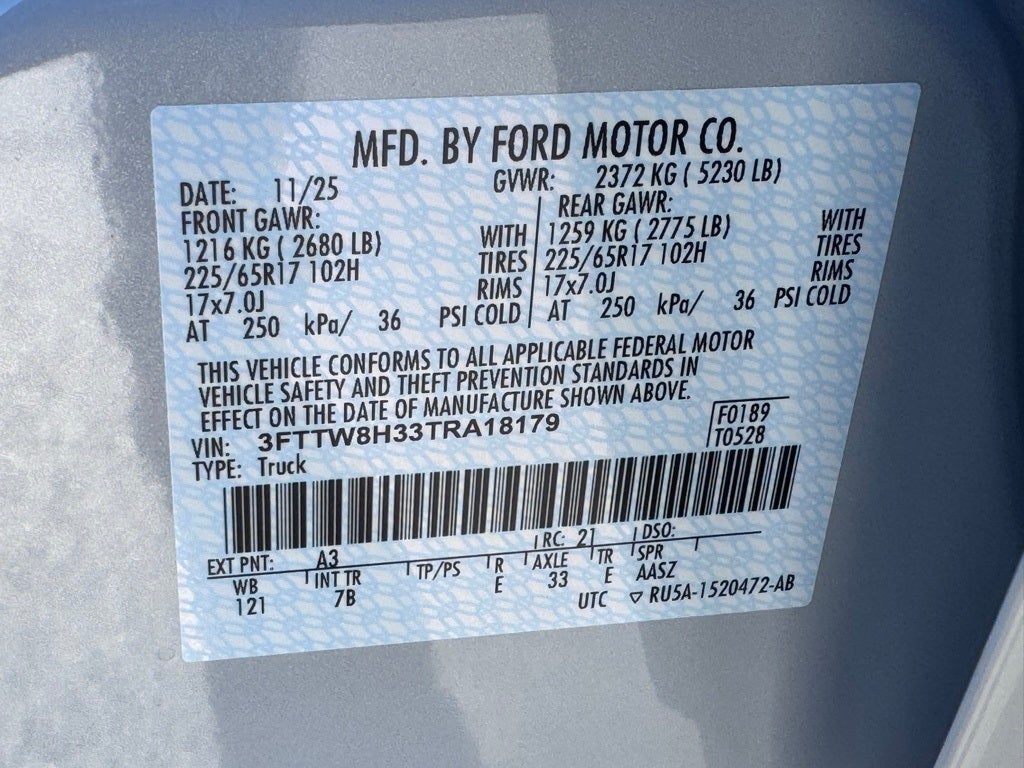 MFD. BY FORD MOTOR CO.
DATE: 11/25 GVWR: 2372 KG ( 5230 LB)
FRONT GAWR: REAR GAWR:
1216 KG ( 2680 LB) WITH 1259 KG ( 2775 LB) WITH
225/65R17 102H TIRES 225/65R17 102H TIRES
17x7.0J RIMS 17x7.0J RIMS
AT 250 kPa/ 36 PSI COLD AT 250 kPa/ 36 PSI COLD
THIS VEHICLE CONFORMS TO ALL APPLICABLE FEDERAL MOTOR
VEHICLE SAFETY AND THEFT PREVENTION STANDARDS IN
EFFECT ON THE DATE OF MANUFACTURE SHOWN ABOVE.
VIN: 3FTTW8H33TRA18179 F0189
TYPE: Truck T0528
EXT PNT: A3 RC: 21 DSO:
WB INT TR TP/PS R AXLE TR SPR
121 7B E 33 E AASZ
UTC ▽ RU5A-1520472-AB